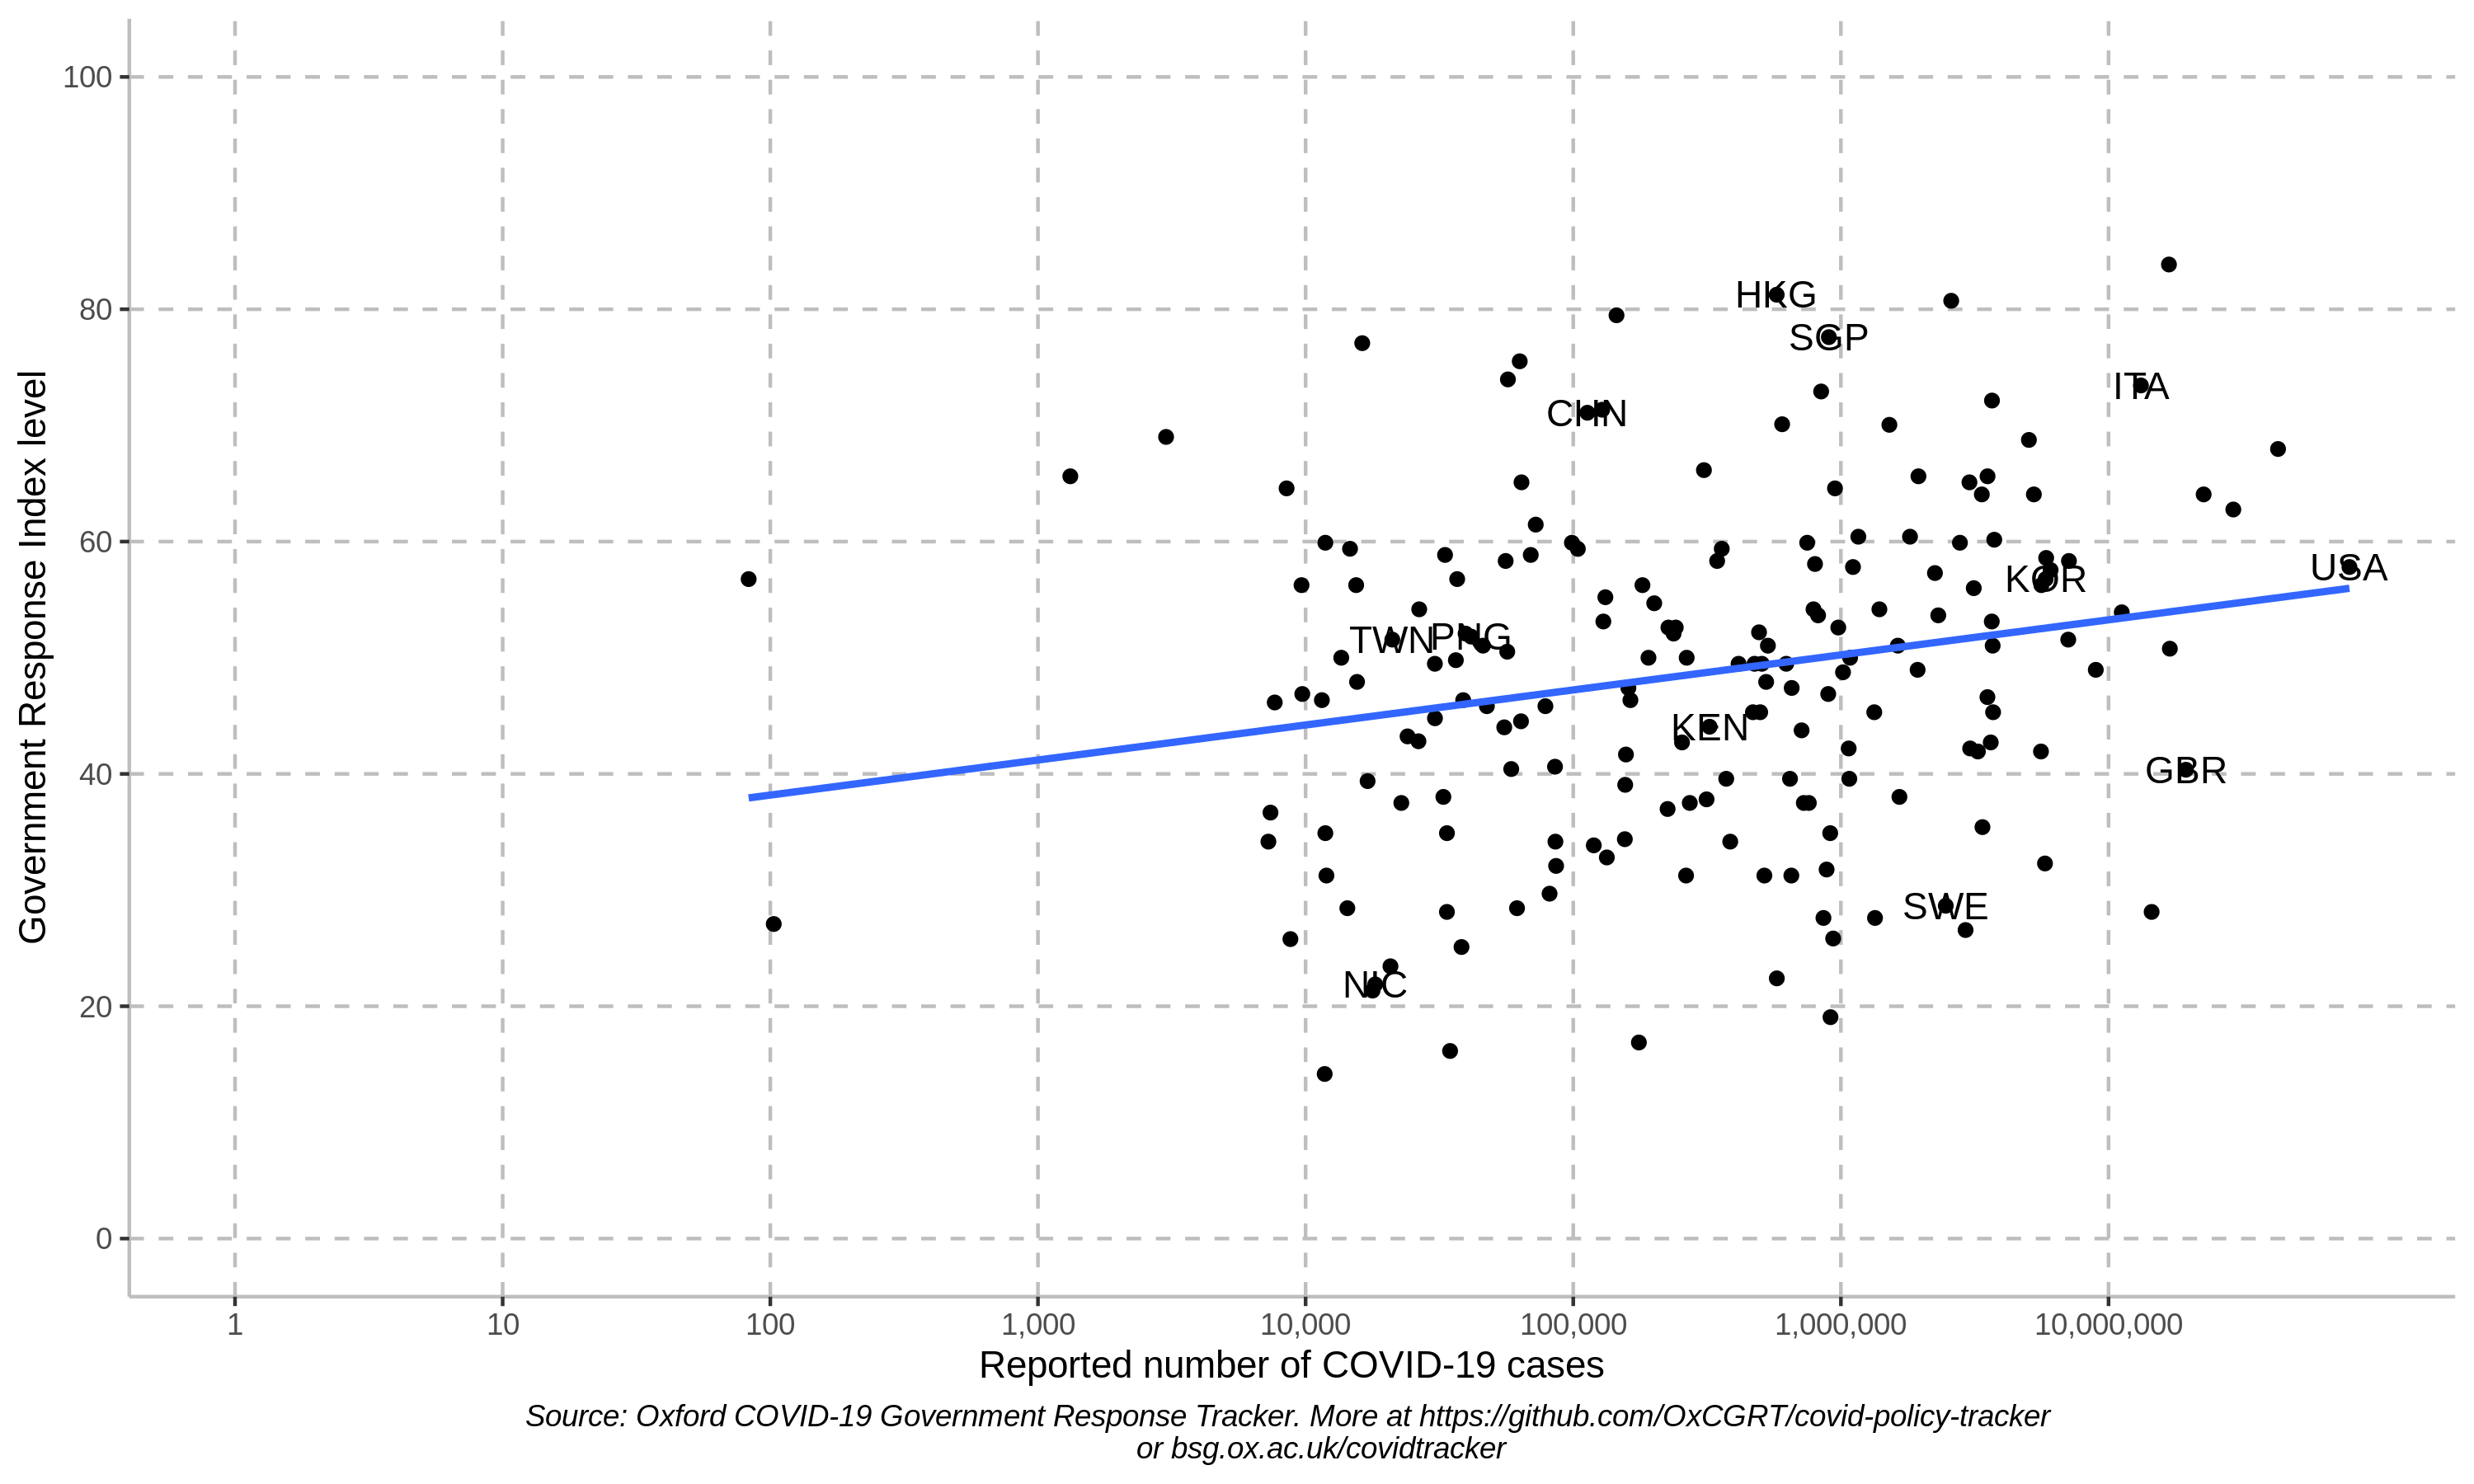 100
80
60
40
20
0
Government Response Index level
HKG
SGP
ITA
CHN
USA
KOR
TWN
PNG
KEN
GBR
SWE
NIC
1
10
100
1,000
10,000
100,000
1,000,000
10,000,000
Reported number of COVID-19 cases
Source: Oxford COVID-19 Government Response Tracker. More at https://github.com/OxCGRT/covid-policy-tracker
or bsg.ox.ac.uk/covidtracker